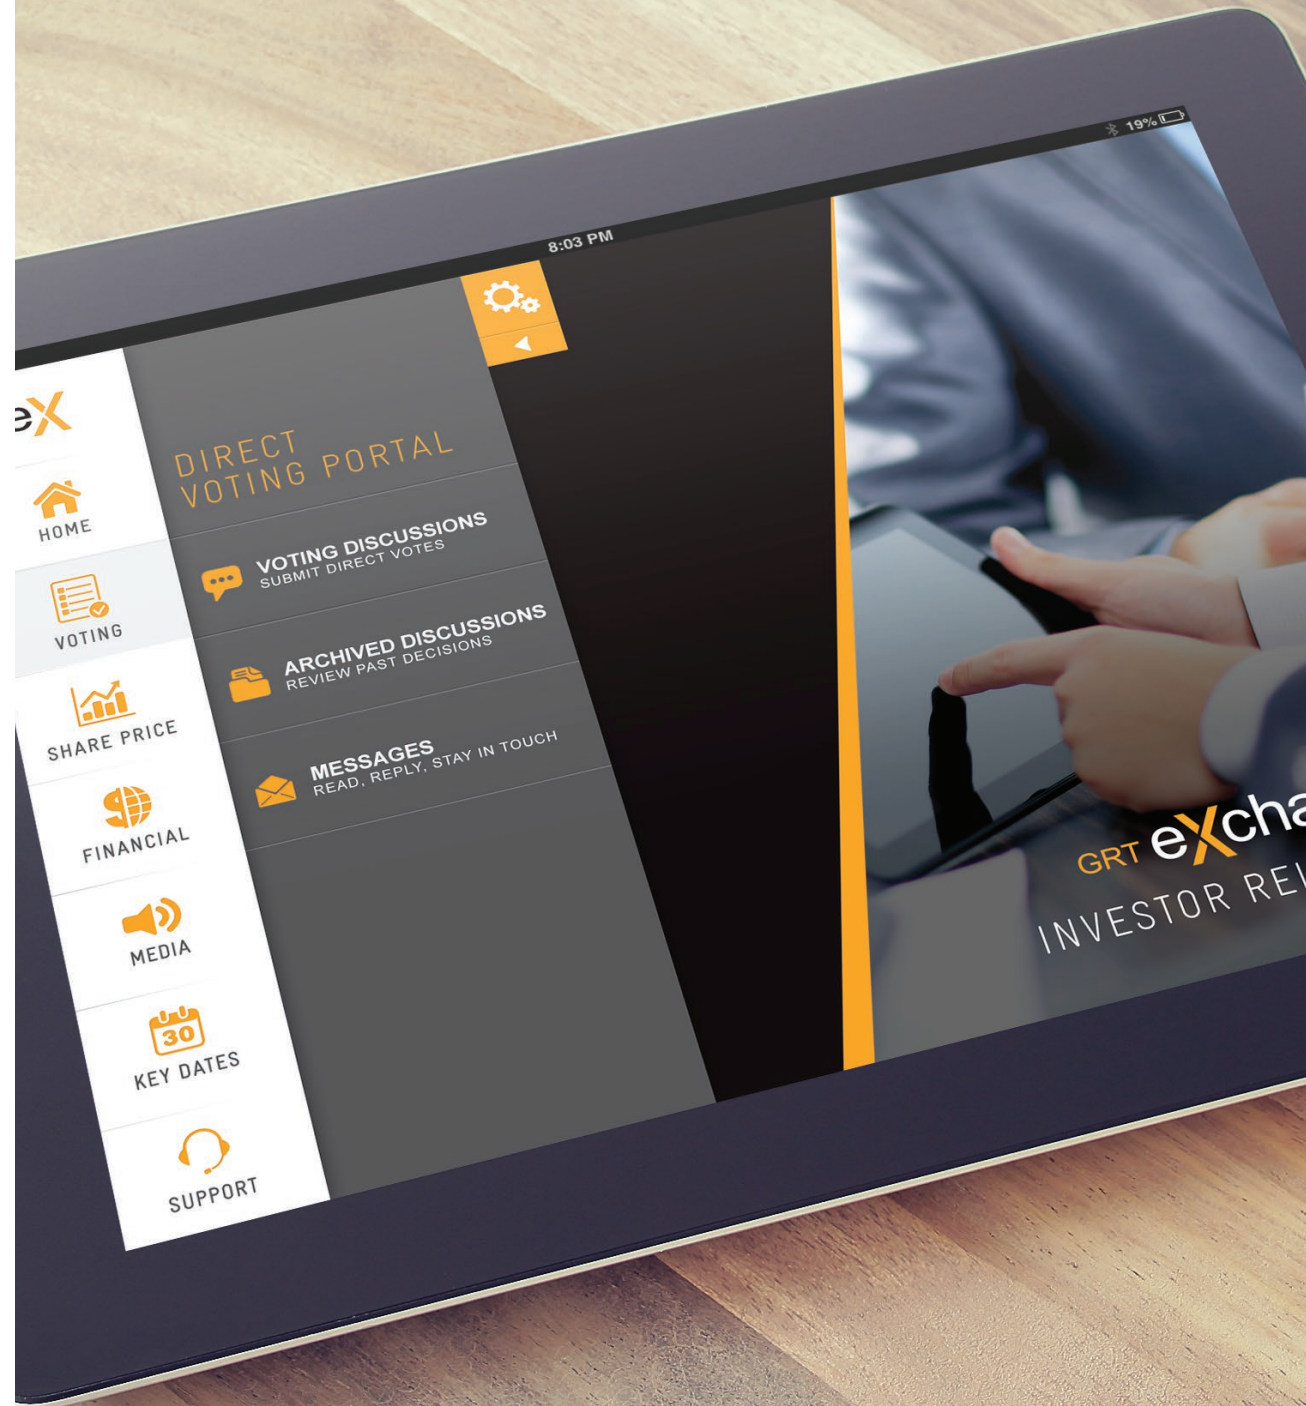 8:03 PM
19%
eX
HOME
VOTING
SHARE PRICE
FINANCIAL
MEDIA
30
KEY DATES
SUPPORT
DIRECT
VOTING PORTAL
VOTING DISCUSSIONS
SUBMIT DIRECT VOTES
ARCHIVED DISCUSSIONS
REVIEW PAST DECISIONS
MESSAGES
READ, REPLY, STAY IN TOUCH
GRT eXcha
INVESTOR REL